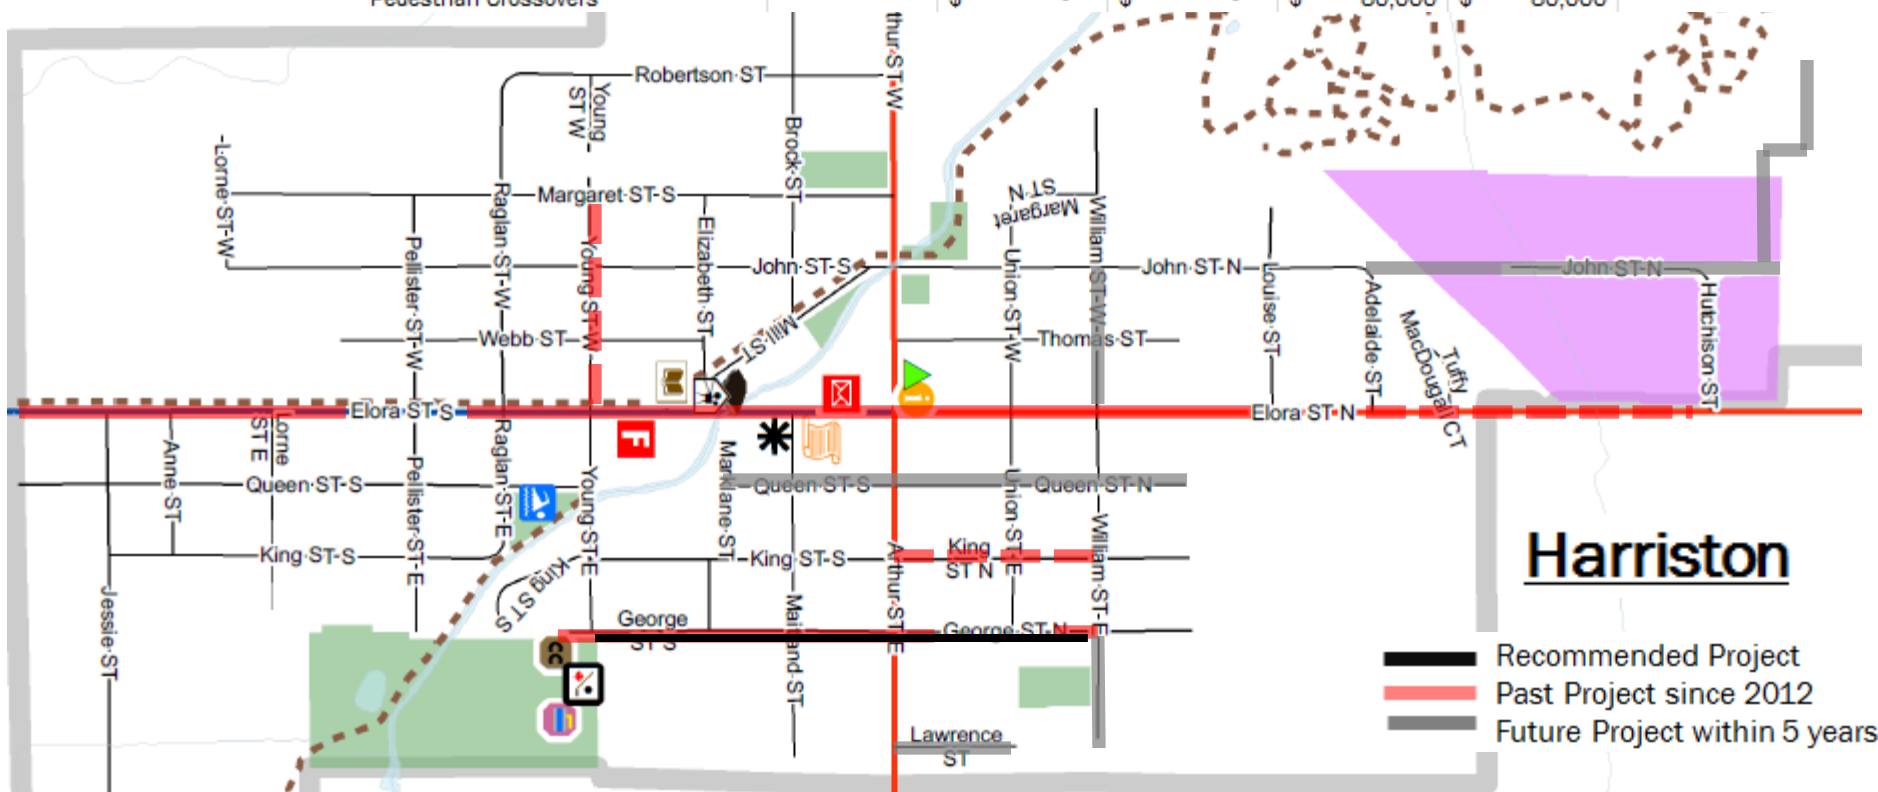 Pedestrian Crossovers
Robertson ST
Young
ST W
Arthur ST W
Brock ST
Lorne ST W
Margaret ST S
Raglan ST W
Elizabeth ST
Margaret
ST N
William ST W
Pellister ST W
Young ST W
John ST S
Union ST W
John ST N
Louise ST
John ST N
Adelaide ST
Hutchison ST
Webb ST
Mill ST
Thomas ST
MacDougall CT
Tuffy
Elora ST S
Elora ST N
F
i
Anne ST
Lorne
ST E
Raglan ST E
Pellister ST E
Queen ST S
Young ST E
Marklane ST
Queen ST S
Union ST E
Queen ST N
King ST S
King ST S
King ST S
Arthur ST E
King
ST N
William ST E
Harriston
Jessie ST
George
ST S
Maitland ST
George ST N
CC
Lawrence
ST
Recommended Project
Past Project since 2012
Future Project within 5 years